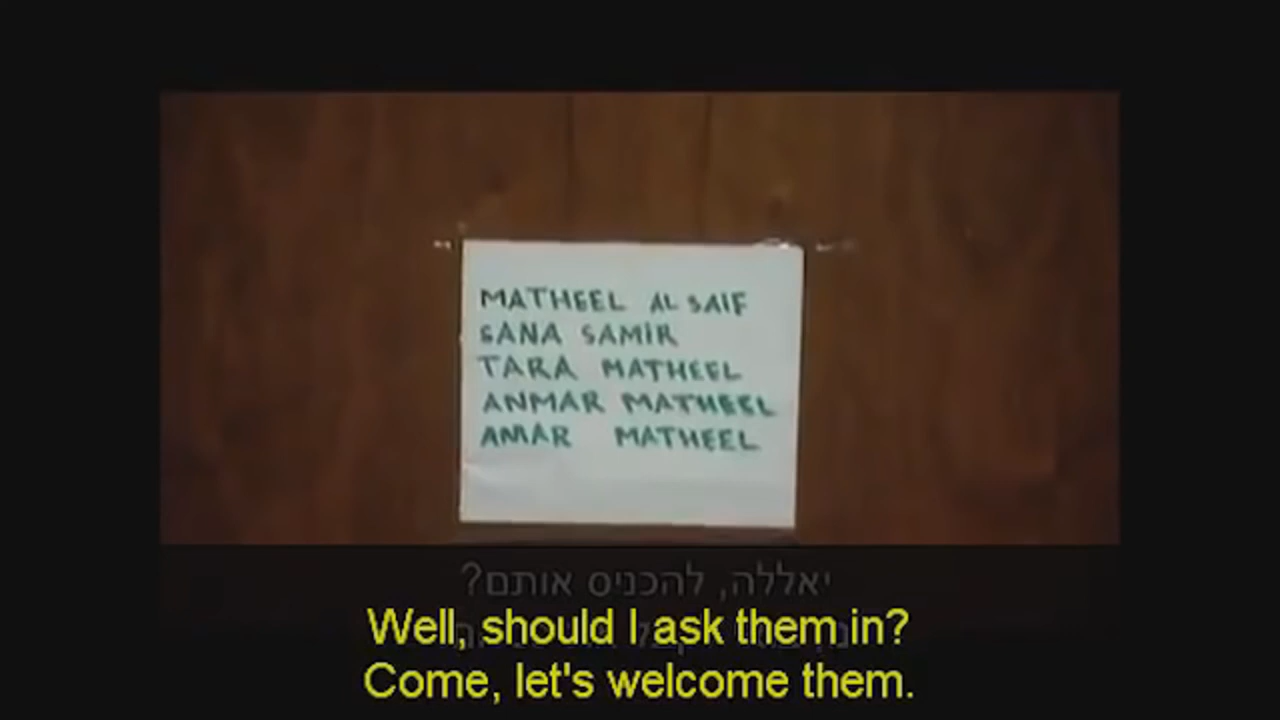 MATHEEL AL SAIF
SANA SAMIR
TARA MATHEEL
ANMAR MATHEEL
AMAR MATHEEL
יאללה, להכניס אותם?
Well, should I ask them in?
Come, let's welcome them.